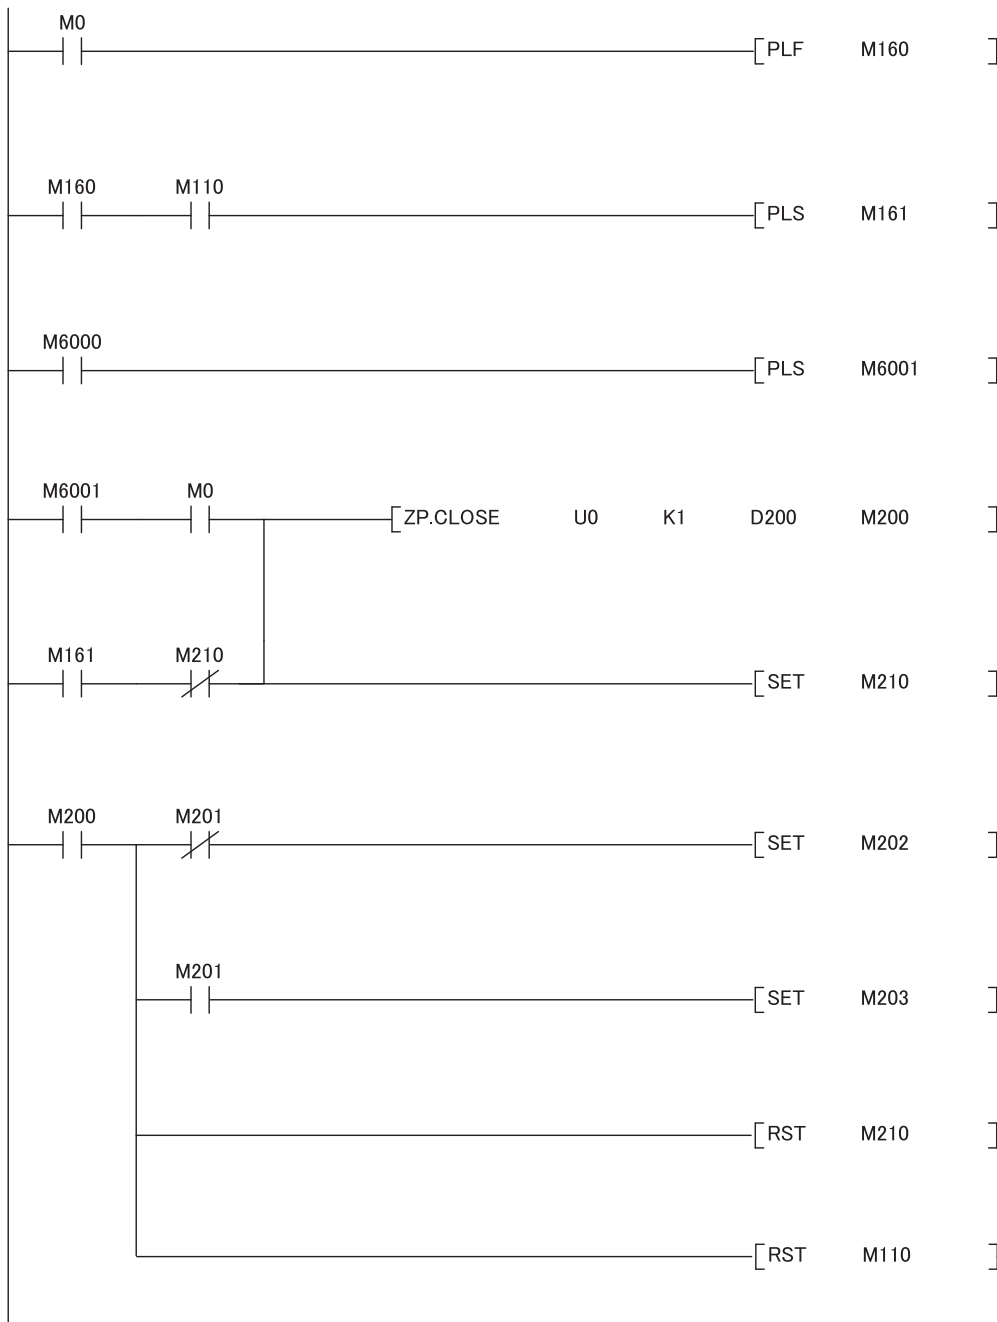 M0
[PLF M160 ]
M160 M110
[PLS M161 ]
M6000
[PLS M6001 ]
M6001 M0
[ZP.CLOSE U0 K1 D200 M200 ]
M161 M210
[SET M210 ]
M200 M201
[SET M202 ]
M201
[SET M203 ]
[RST M210 ]
[RST M110 ]